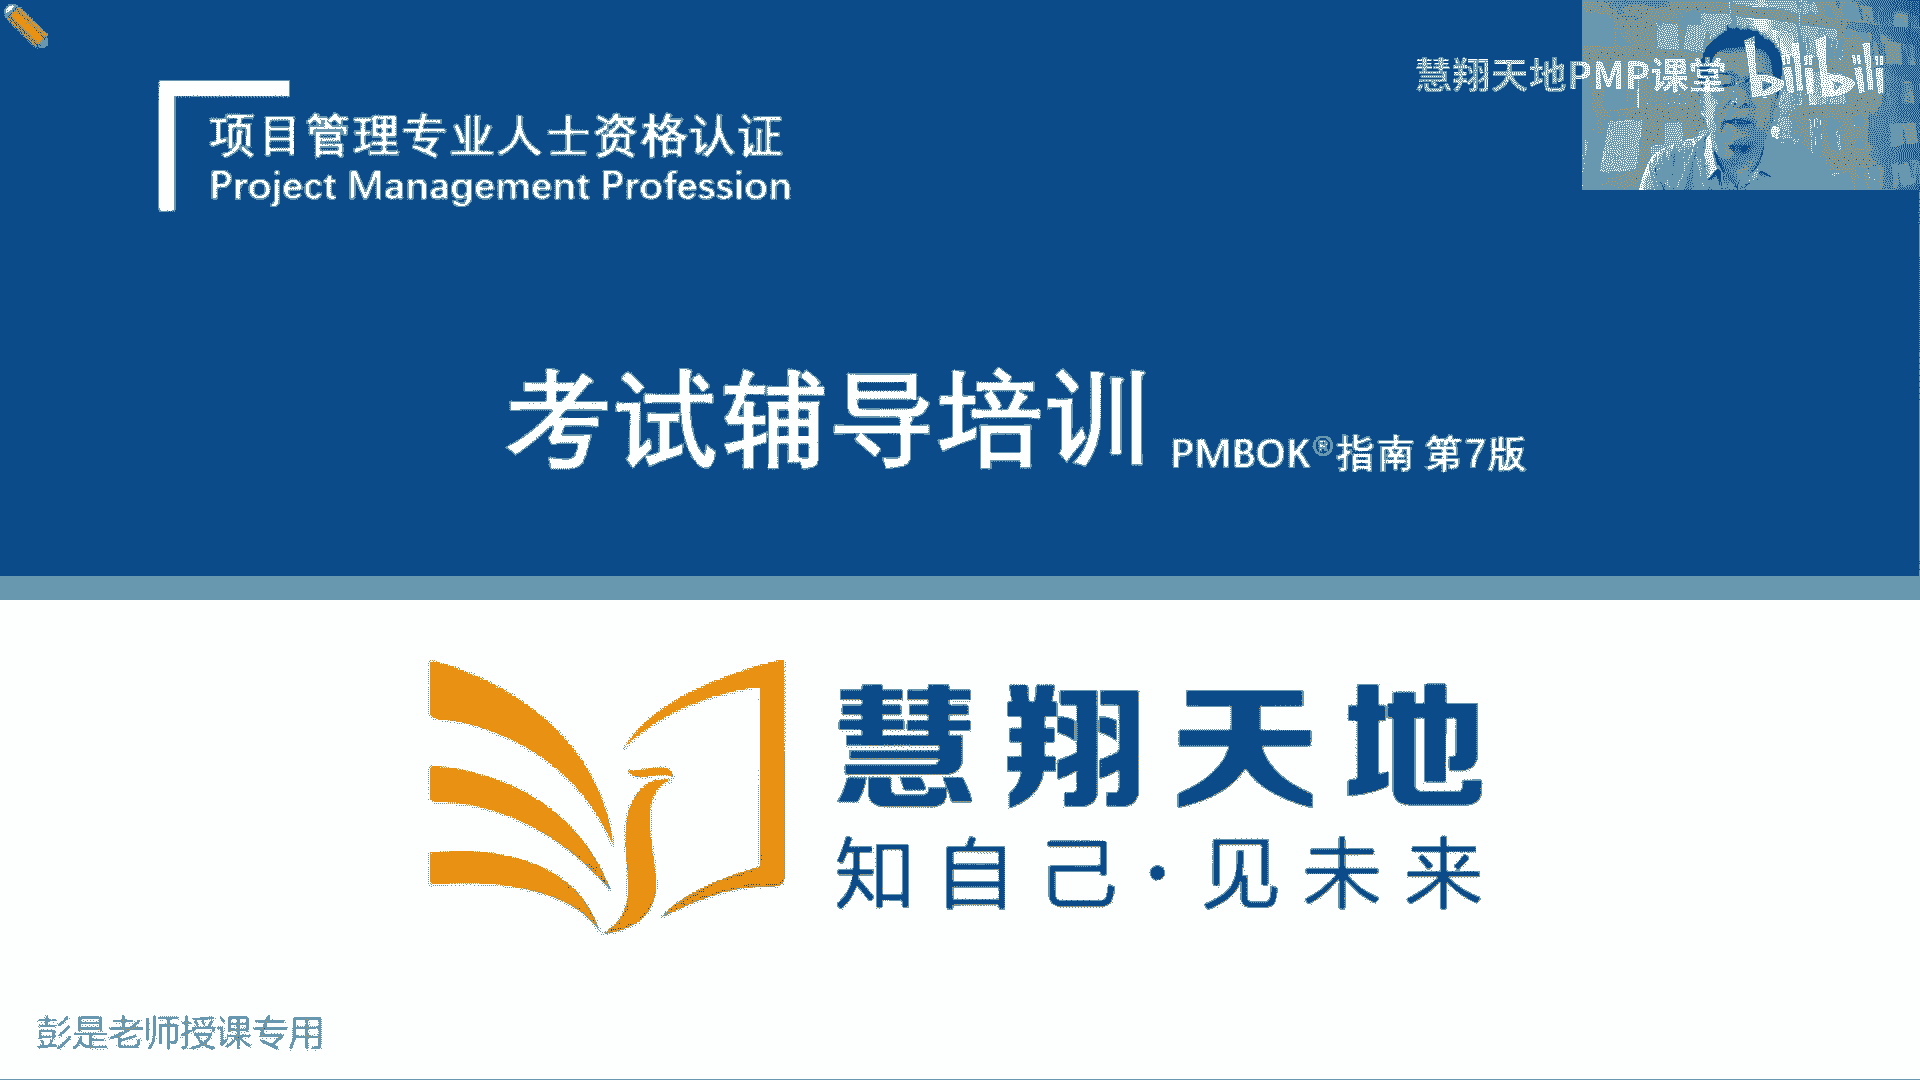 慧翔天地PMP课堂 bilibili
项目管理专业人士资格认证
Project Management Profession
考试辅导培训 PMBOK®指南 第7版
慧翔天地
知自己·见未来
彭是老师授课专用